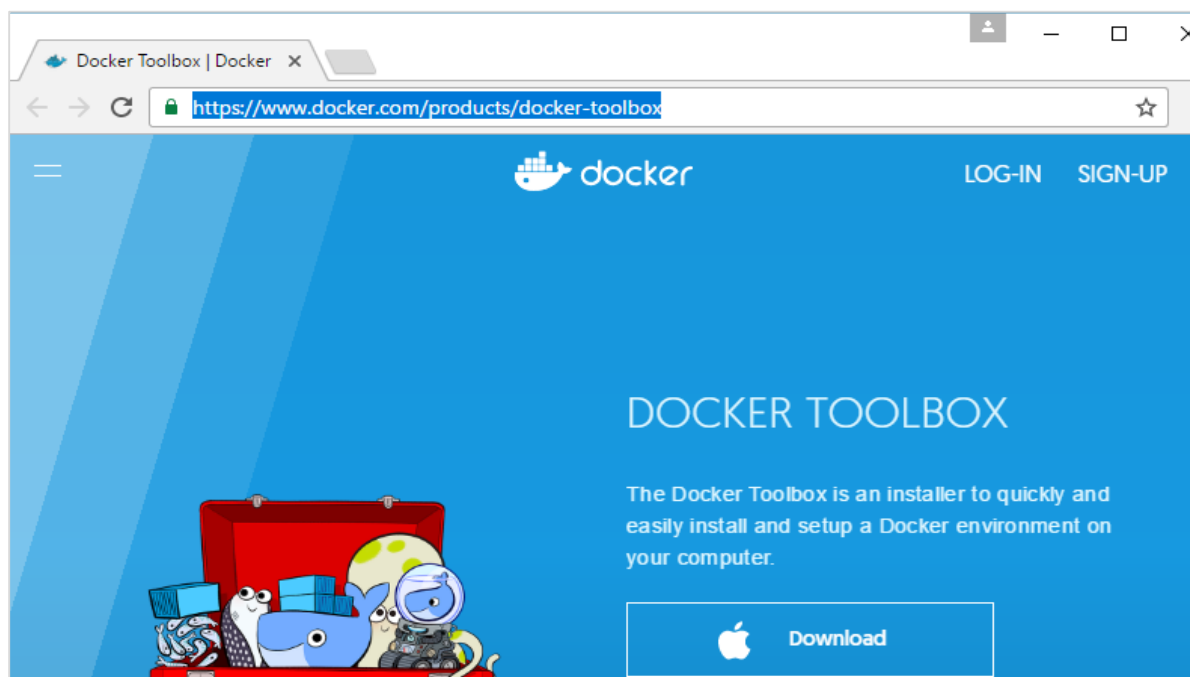 Docker Toolbox | Docker
https://www.docker.com/products/docker-toolbox
docker
LOG-IN SIGN-UP
DOCKER TOOLBOX
The Docker Toolbox is an installer to quickly and
easily install and setup a Docker environment on
your computer.
Download